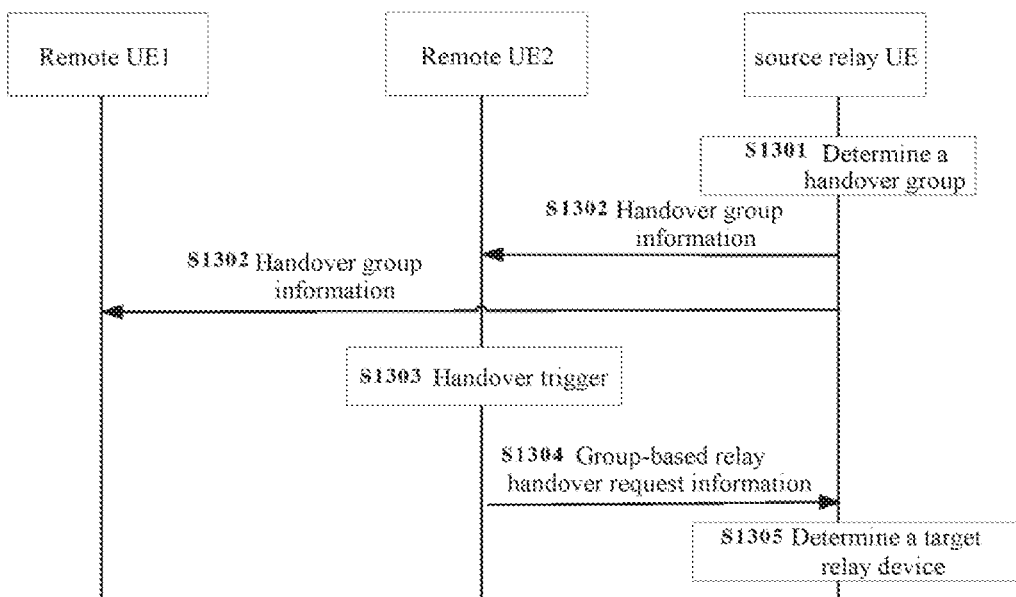 Remote UE1
Remote UE2
source relay UE
S1301 Determine a
handover group
S1302 Handover group
information
S1302 Handover group
information
S1303 Handover trigger
S1304 Group-based relay
handover request information
S1305 Determine a target
relay device